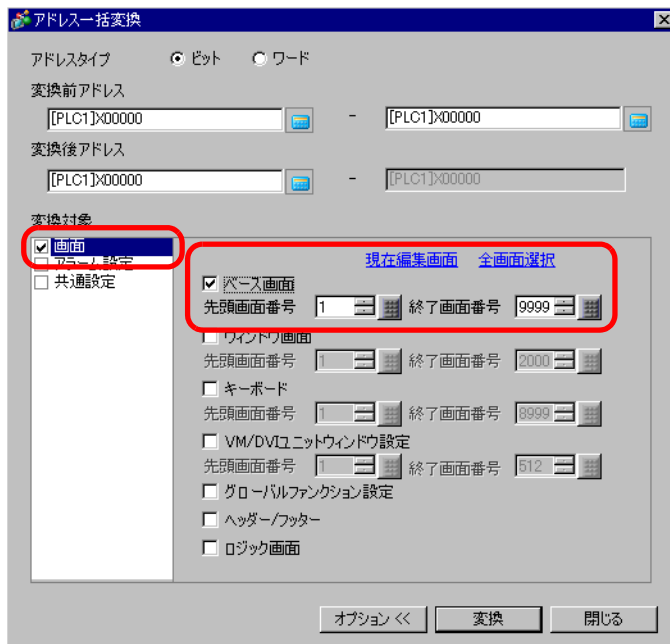 アドレス一括変換
アドレスタイプ ビット ワード
変換前アドレス
[PLC1]X00000 - [PLC1]X00000
変換後アドレス
[PLC1]X00000 - [PLC1]X00000
変換対象
画面
アラーム設定
共通設定
現在編集画面 全画面選択
ベース画面
先頭画面番号 1 終了画面番号 9999
ウィンドウ画面
先頭画面番号 1 終了画面番号 2000
キーボード
先頭画面番号 1 終了画面番号 8999
VM/DVIユニットウィンドウ設定
先頭画面番号 1 終了画面番号 512
グローバルファンクション設定
ヘッダー/フッター
ロジック画面
オプション << 変換 閉じる